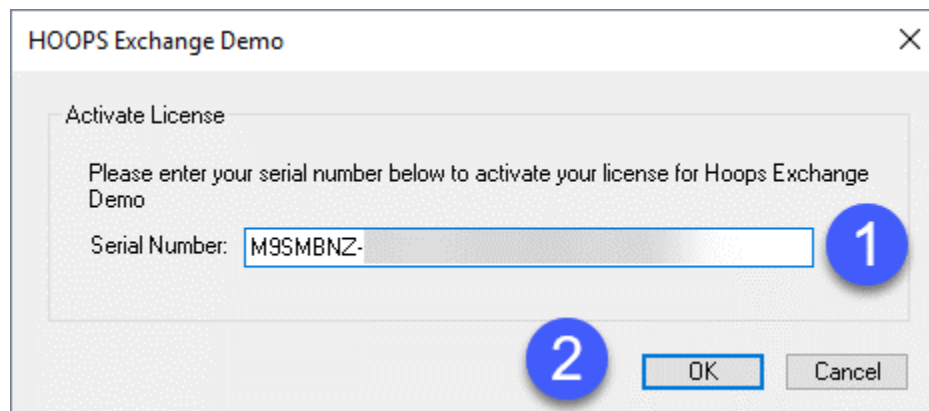 HOOPS Exchange Demo
Activate License
Please enter your serial number below to activate your license for Hoops Exchange
Demo
Serial Number: M9SMBNZ-
1
2
OK Cancel